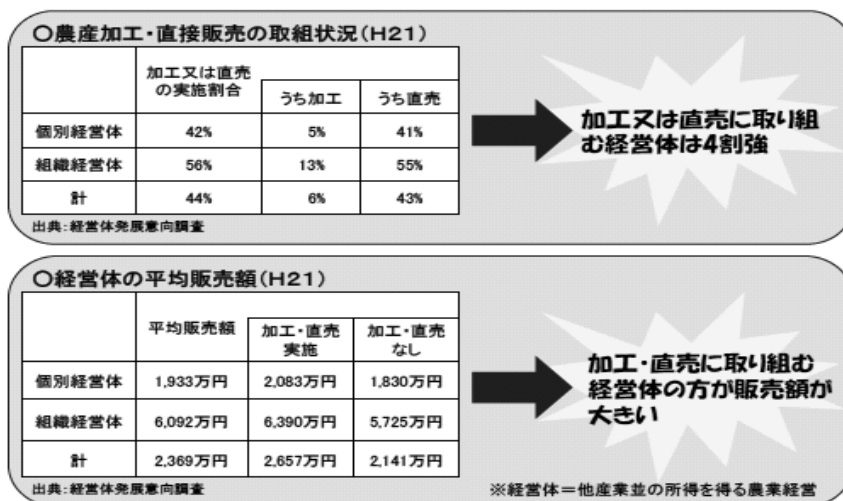 〇農産加工・直接販売の取組状況(H21)
加工又は直売
の実施割合
うち加工 うち直売
個別経営体 42% 5% 41%
組織経営体 56% 13% 55%
計 44% 6% 43%
出典:経営体発展意向調査
加工又は直売に取り組
む経営体は4割強
〇経営体の平均販売額(H21)
平均販売額 加工・直売 加工・直売
実施 なし
個別経営体 1,933万円 2,083万円 1,830万円
組織経営体 6,092万円 6,390万円 5,725万円
計 2,369万円 2,657万円 2,141万円
出典:経営体発展意向調査
加工・直売に取り組む
経営体の方が販売額が
大きい
※経営体=他産業並の所得を得る農業経営